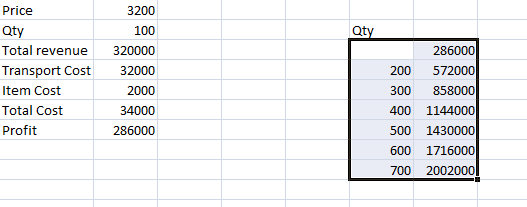 Price 3200
Qty 100 Qty
Total revenue 320000 286000
Transport Cost 32000 200 572000
Item Cost 2000 300 858000
Total Cost 34000 400 1144000
Profit 286000 500 1430000
600 1716000
700 2002000